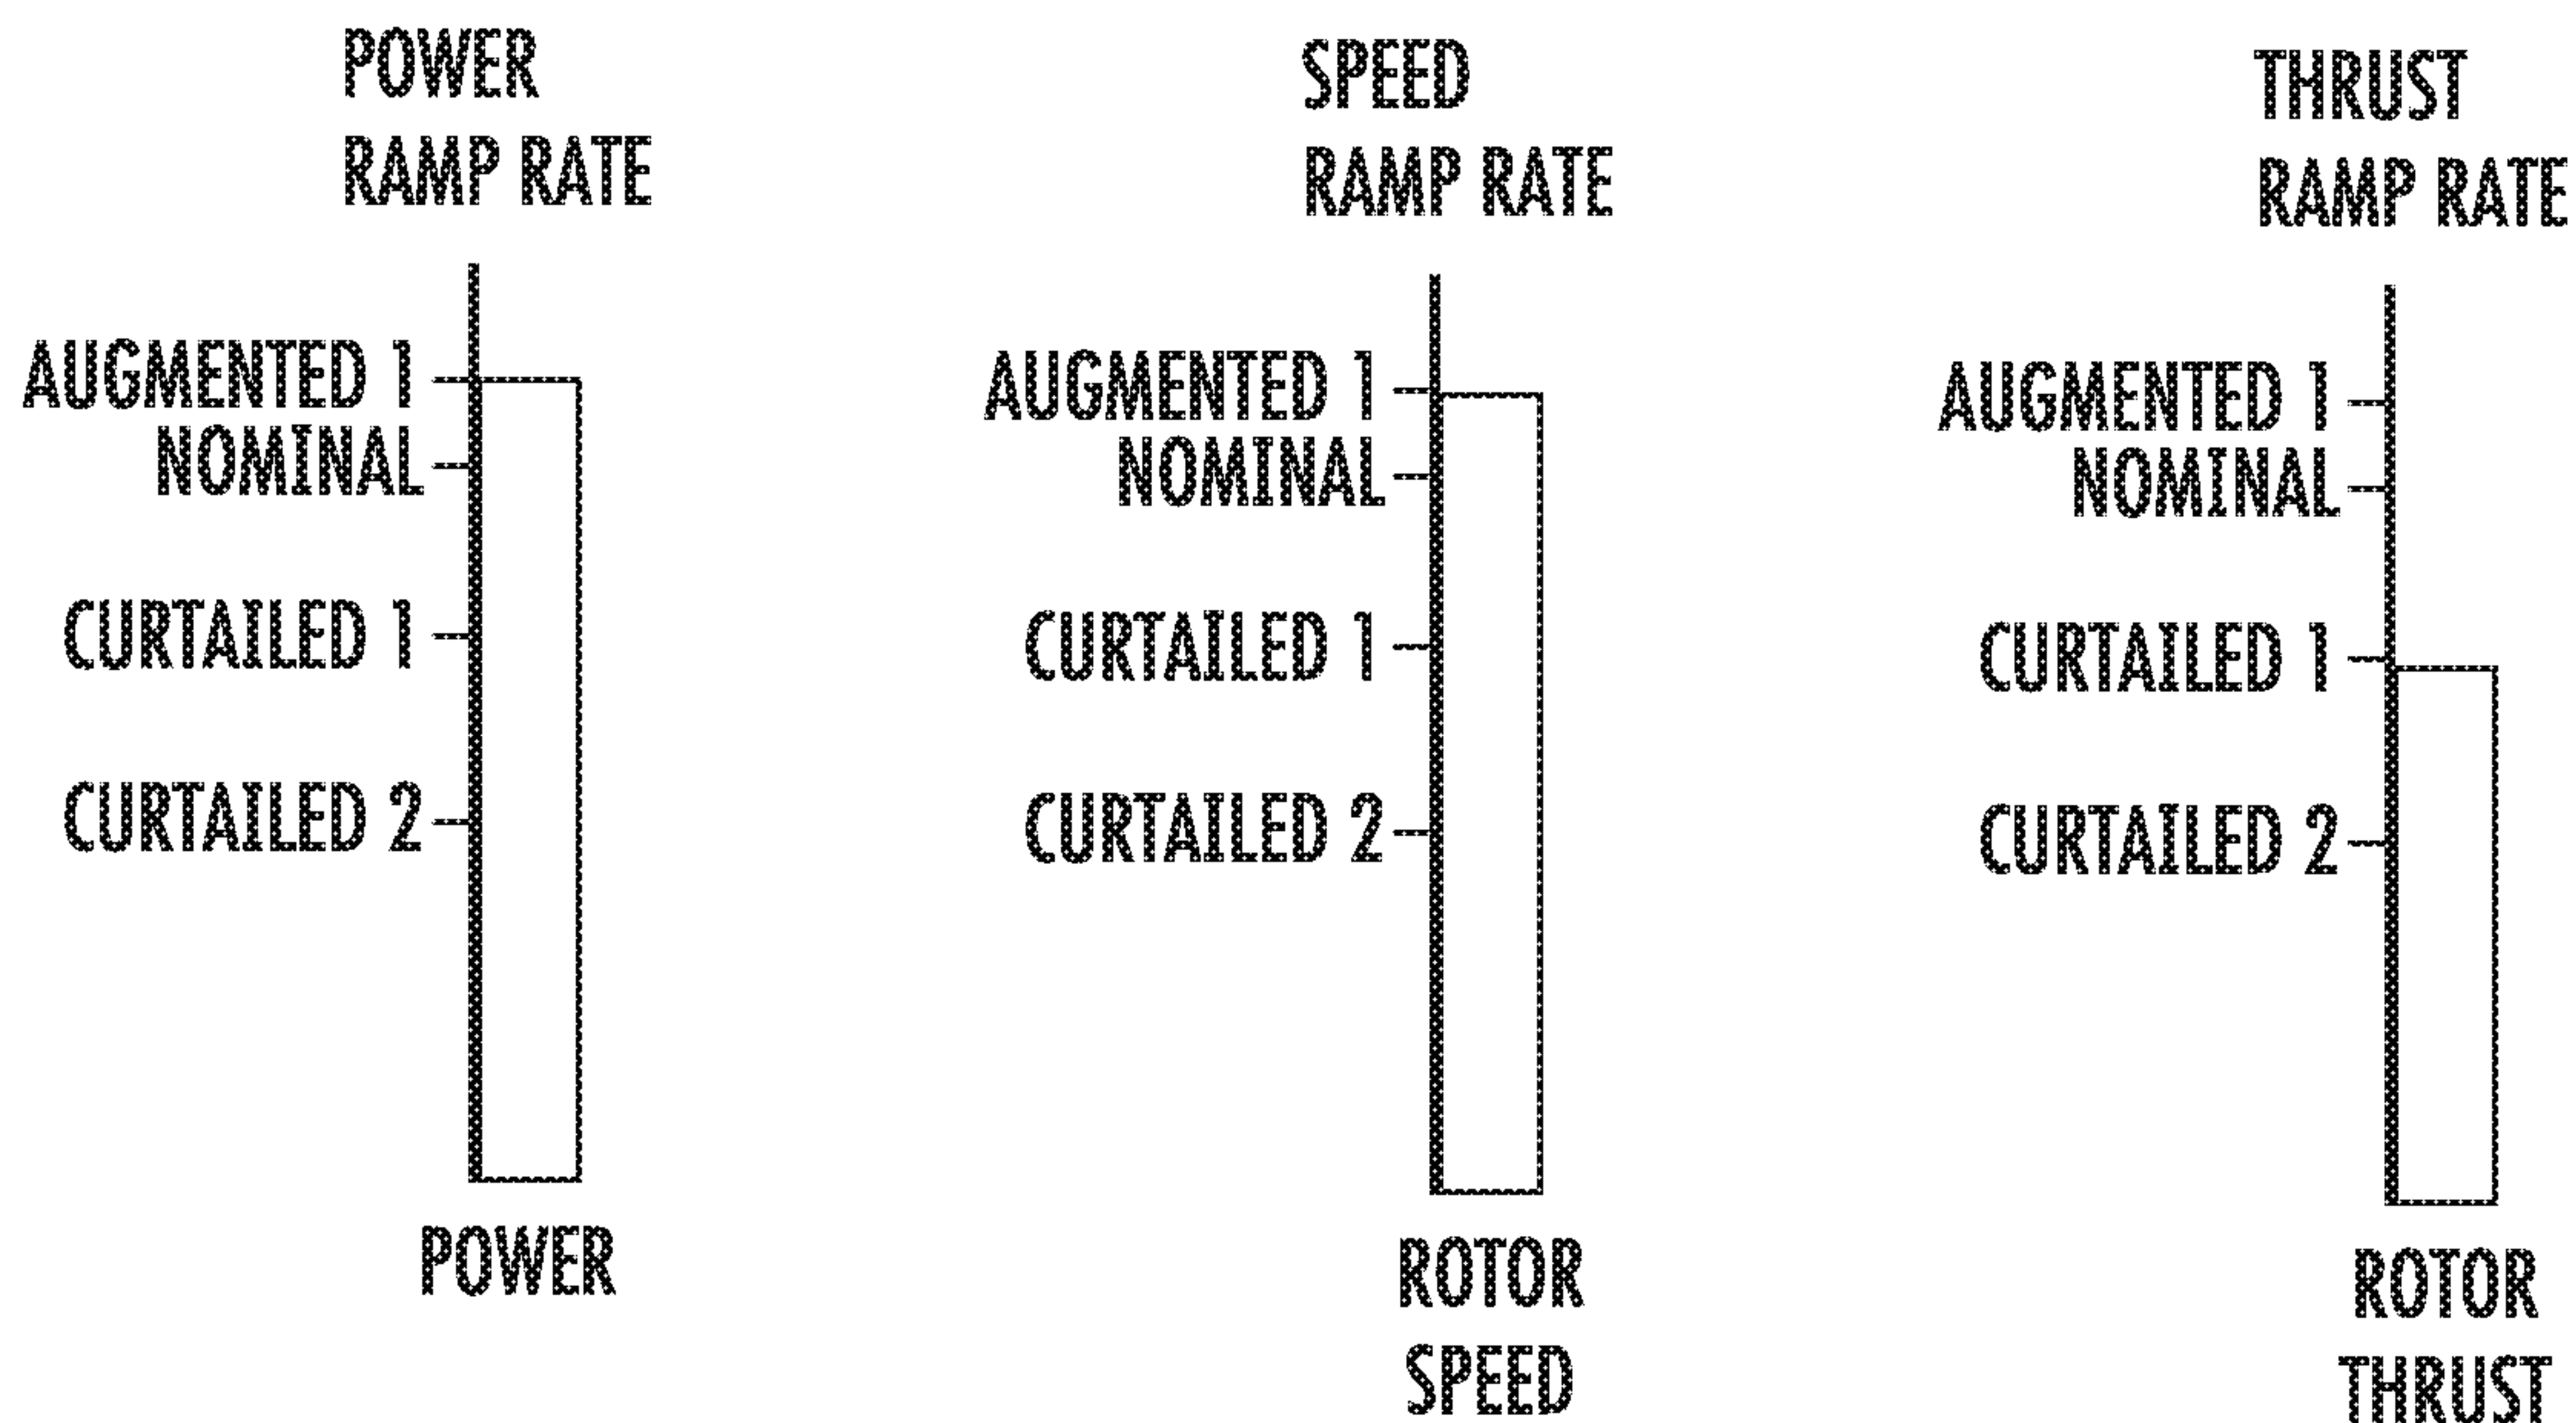 POWER
RAMP RATE
AUGMENTED 1
NOMINAL
CURTAILED 1
CURTAILED 2
POWER
SPEED
RAMP RATE
AUGMENTED 1
NOMINAL
CURTAILED 1
CURTAILED 2
ROTOR
SPEED
THRUST
RAMP RATE
AUGMENTED 1
NOMINAL
CURTAILED 1
CURTAILED 2
ROTOR
THRUST